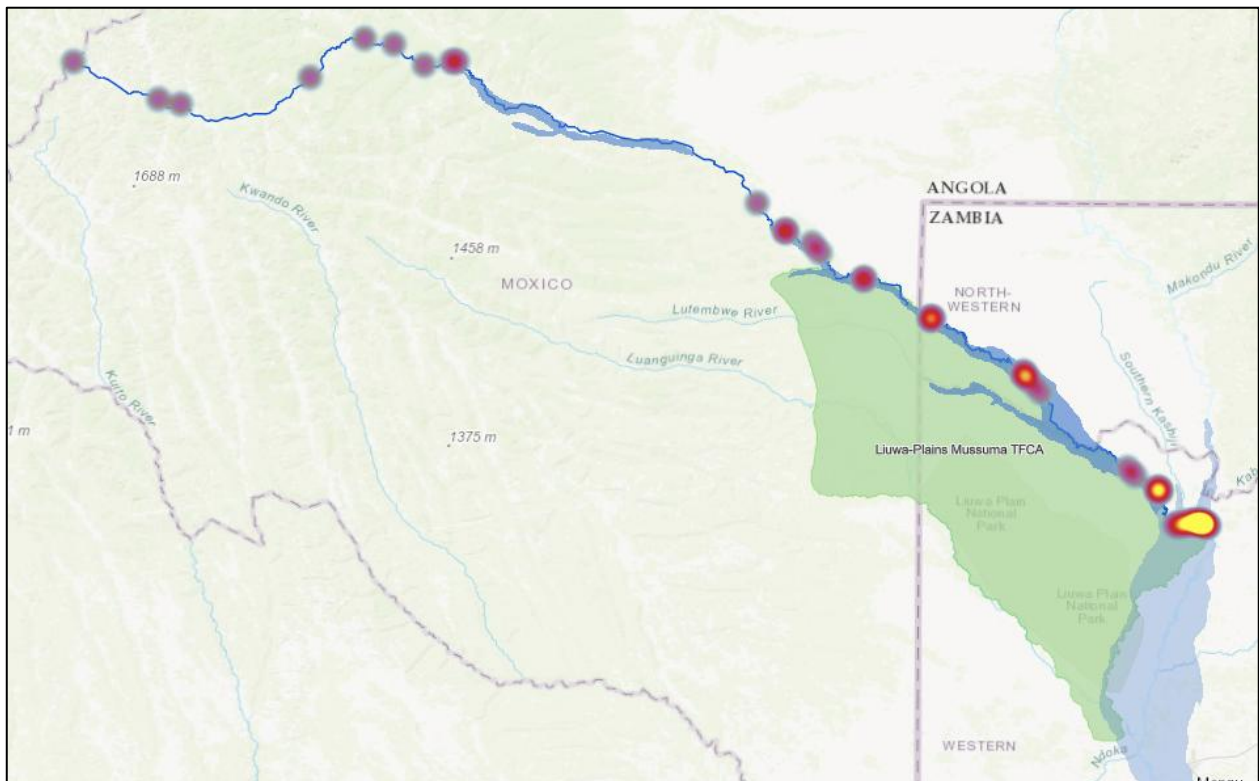 1688 m
Kwando River
ANGOLA
ZAMBIA
1458 m
MOXICO
Makondu River
NORTH-
WESTERN
Lutembwe River
Luanguinga River
Southern Kashiji
Kuito River
1 m
1375 m
Liuwa-Plains Mussuma TFCA
Liuwa Plain
National
Park
Liuwa Plain
National
Park
WESTERN
Ndoka